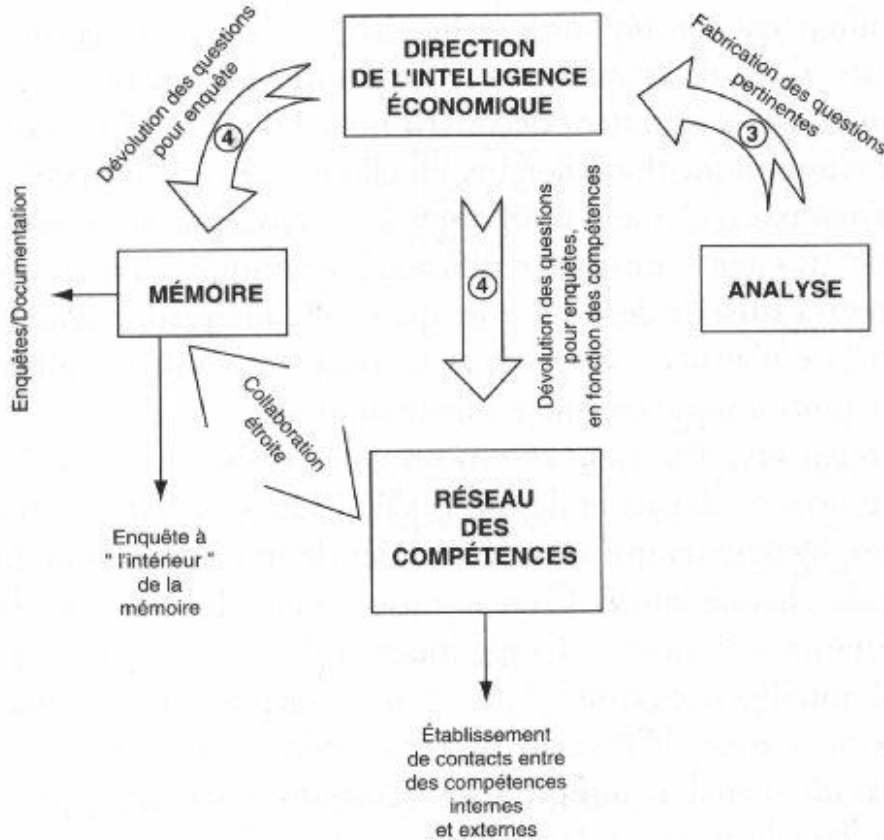 DIRECTION
DE L'INTELLIGENCE
ÉCONOMIQUE
Dévolution des questions
pour enquête
4
Fabrication des questions
pertinentes
3
4
Dévolution des questions
pour enquêtes,
en fonction des compétences
MÉMOIRE
ANALYSE
Enquêtes/Documentation
Collaboration
étroite
RÉSEAU
DES
COMPÉTENCES
Enquête à
" l'intérieur "
de la
mémoire
Établissement
de contacts entre
des compétences
internes
et externes